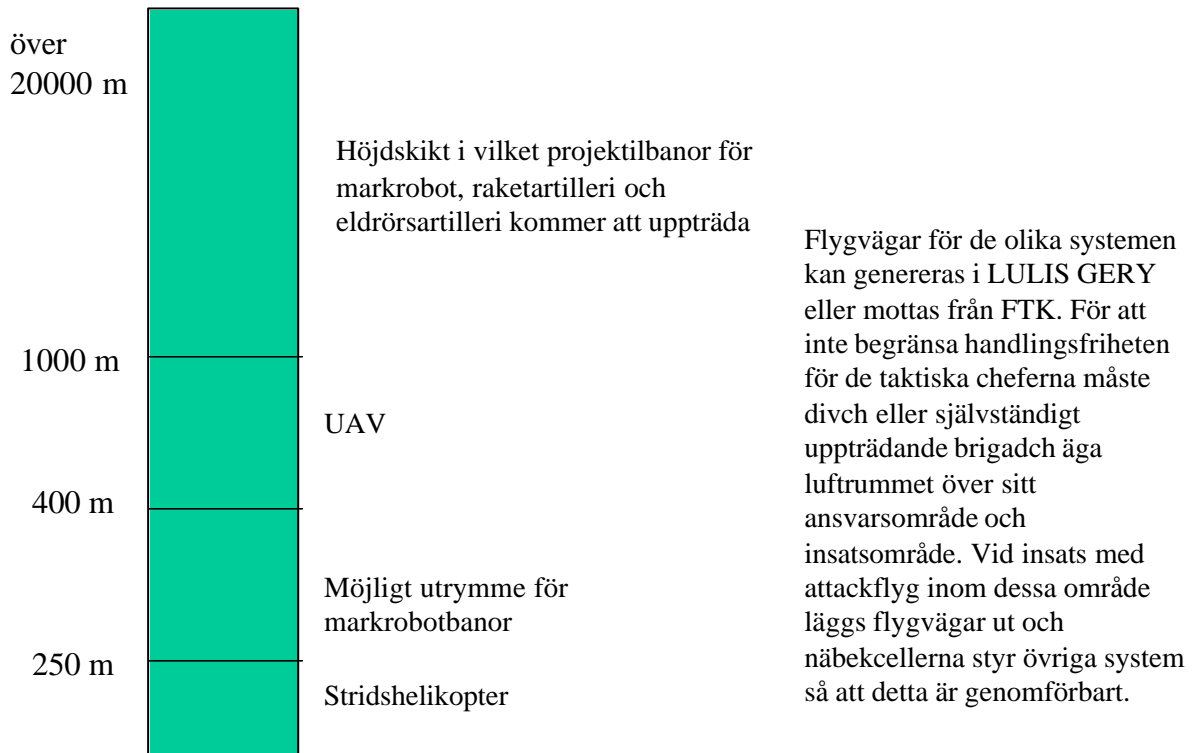 över
20000 m
Höjdskikt i vilket projektilbanor för
markrobot, raketartilleri och
eldrörsartilleri kommer att uppträda
1000 m
UAV
400 m
Möjligt utrymme för
markrobotbanor
250 m
Stridshelikopter
Flygvägar för de olika systemen
kan genereras i LULIS GERY
eller mottas från FTK. För att
inte begränsa handlingsfriheten
för de taktiska cheferna måste
divch eller självständigt
uppträdande brigadch äga
luftrummet över sitt
ansvarsområde och
insatsområde. Vid insats med
attackflyg inom dessa område
läggs flygvägar ut och
näbekcellerna styr övriga system
så att detta är genomförbart.